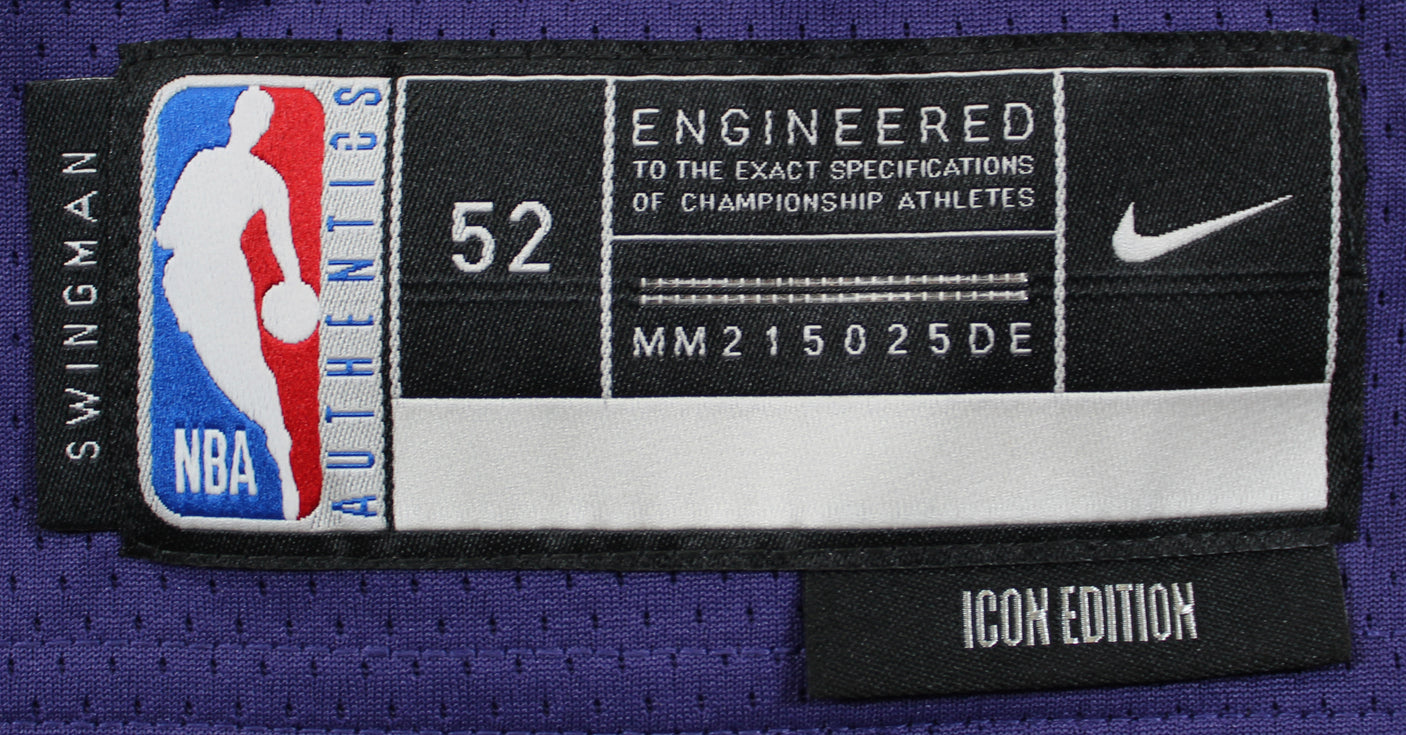 SWINGMAN
NBA
AUTHENTICS
52
ENGINEERED
TO THE EXACT SPECIFICATIONS
OF CHAMPIONSHIP ATHLETES
MM215025DE
ICON EDITION